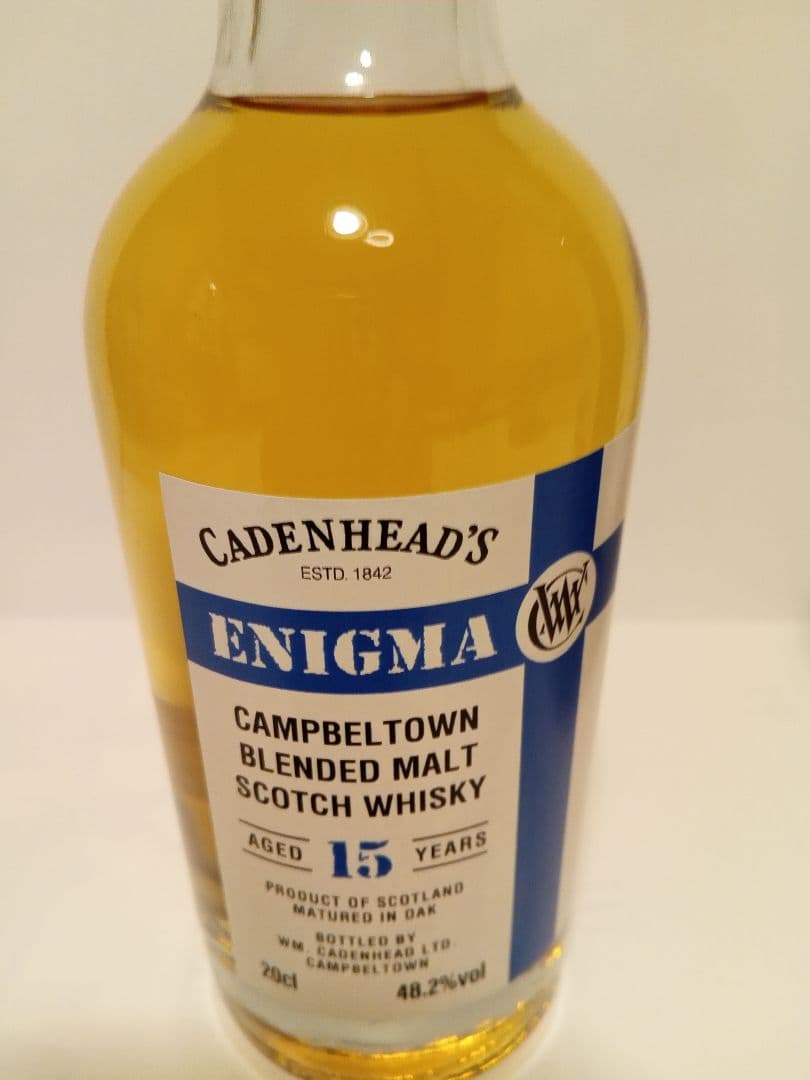 CADENHEAD'S
ESTD. 1842
ENIGMA
CAMPBELTOWN
BLENDED MALT
SCOTCH WHISKY
AGED 15 YEARS
PRODUCT OF SCOTLAND
MATURED IN OAK
BOTTLED BY
WM. CADENHEAD LTD.
CAMPBELTOWN
20cl 48.2%vol